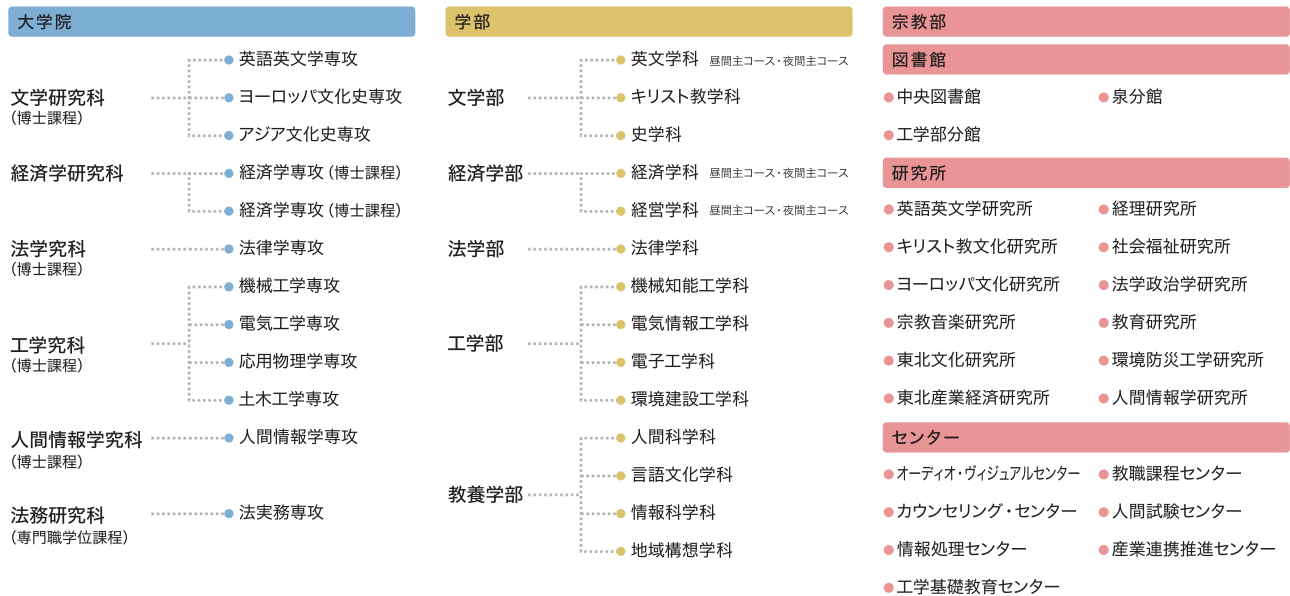 大学院
文学研究科
(博士課程)
英語英文学専攻
ヨーロッパ文化史専攻
アジア文化史専攻
経済学研究科
経済学専攻(博士課程)
経済学専攻(博士課程)
法学究科
(博士課程)
法律学専攻
工学究科
(博士課程)
機械工学専攻
電気工学専攻
応用物理学専攻
土木工学専攻
人間情報学究科
(博士課程)
人間情報学専攻
法務研究科
(専門職学位課程)
法実務専攻
学部
文学部
英文学科 昼間主コース・夜間主コース
キリスト教学科
史学科
経済学部
経済学科 昼間主コース・夜間主コース
経営学科 昼間主コース・夜間主コース
法学部
法律学科
工学部
機械知能工学科
電気情報工学科
電子工学科
環境建設工学科
教養学部
人間科学科
言語文化学科
情報科学科
地域構想学科
宗教部
図書館
中央図書館
泉分館
工学部分館
研究所
英語英文学研究所
経理研究所
キリスト教文化研究所
社会福祉研究所
ヨーロッパ文化研究所
法学政治学研究所
宗教音楽研究所
教育研究所
東北文化研究所
環境防災工学研究所
東北産業経済研究所
人間情報学研究所
センター
オーディオ・ヴィジュアルセンター
教職課程センター
カウンセリング・センター
人間試験センター
情報処理センター
産業連携推進センター
工学基礎教育センター